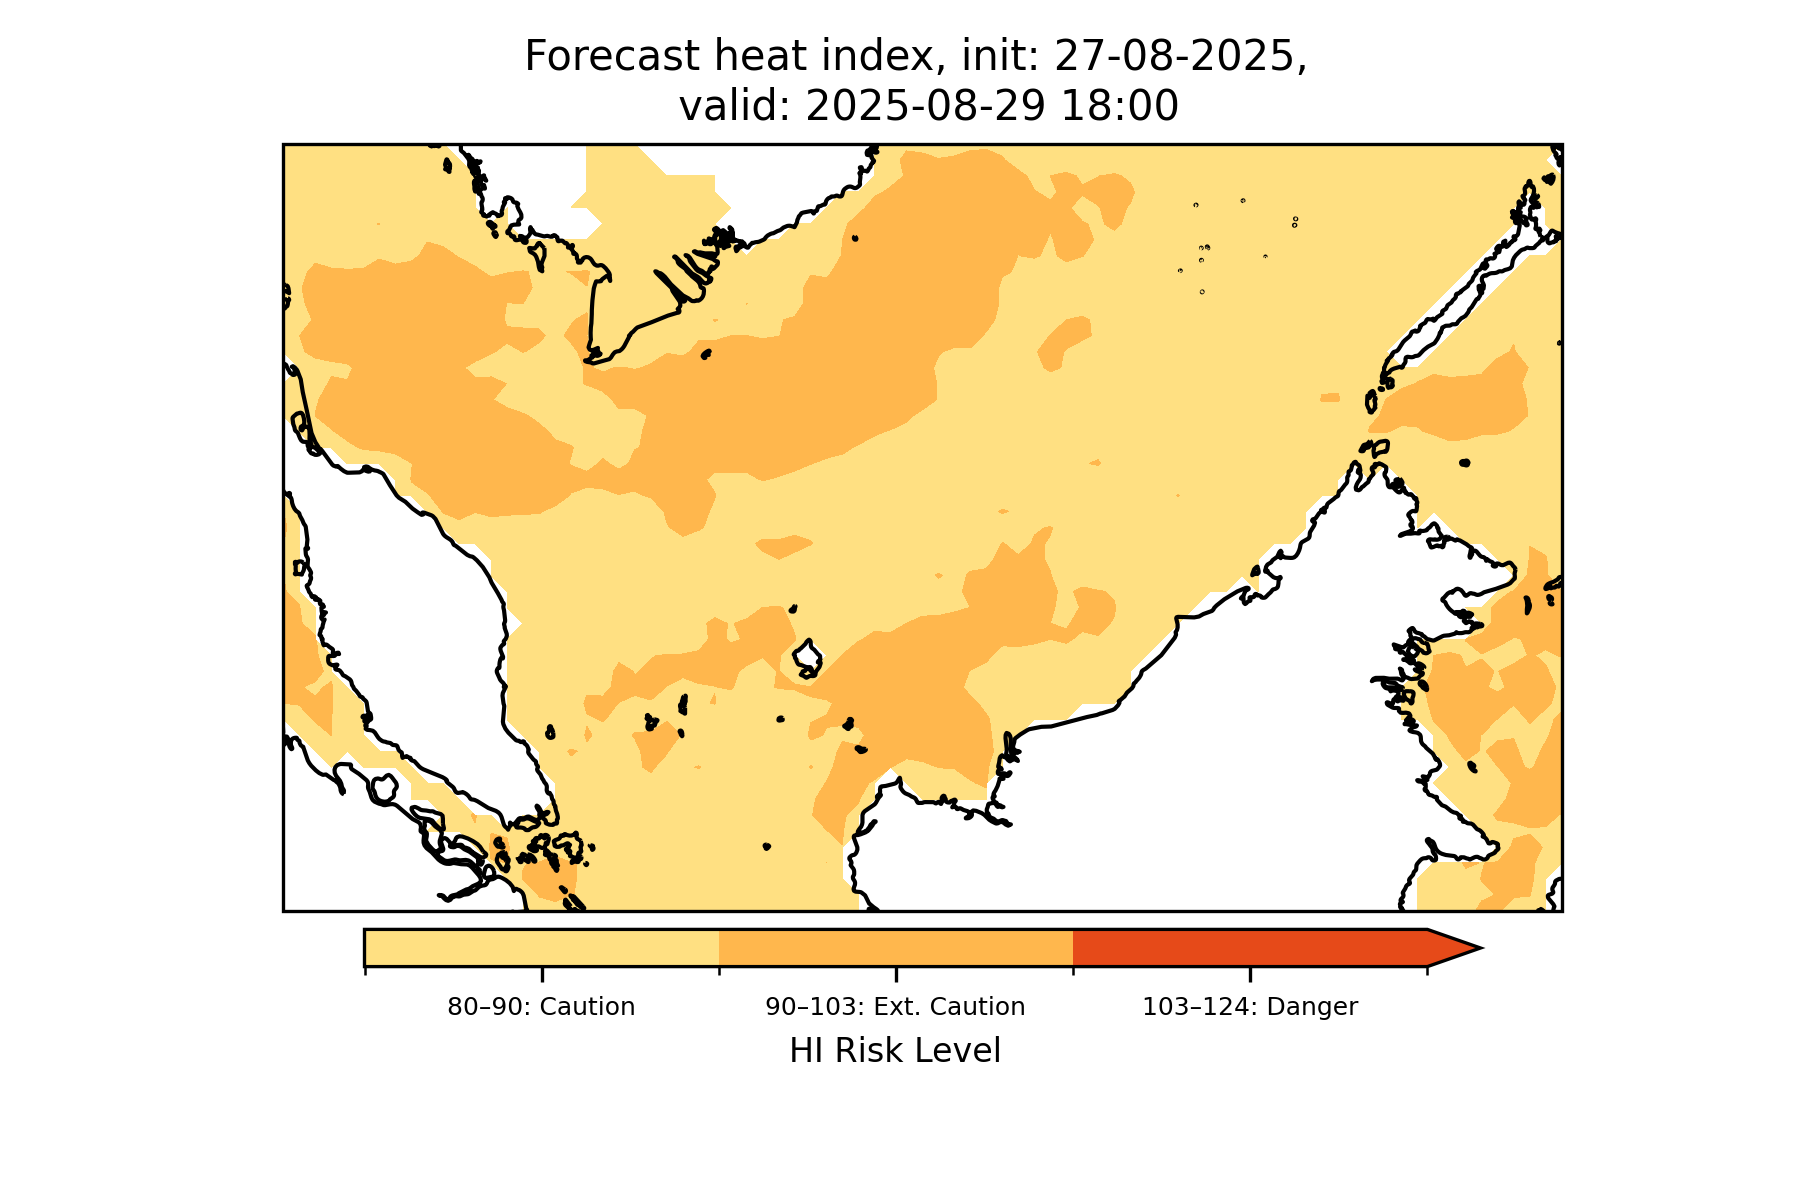 Forecast heat index, init: 27-08-2025,
valid: 2025-08-29 18:00
80–90: Caution
90–103: Ext. Caution
103–124: Danger
HI Risk Level